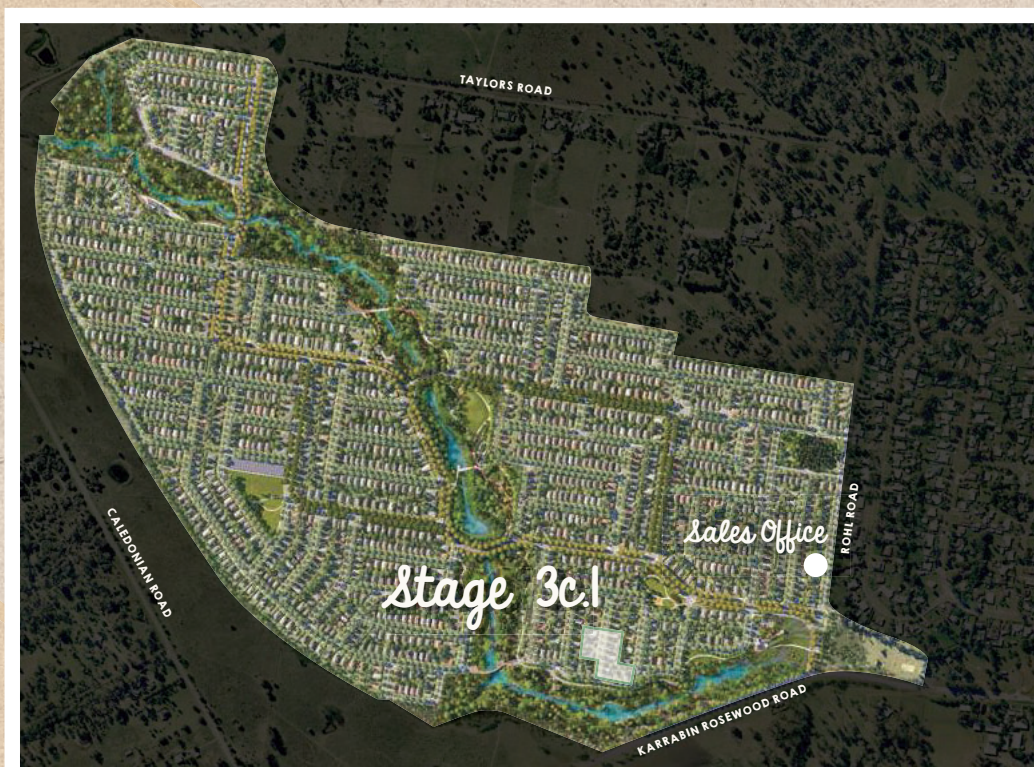 TAYLORS ROAD
Sales Office
ROHL ROAD
CALEDONIAN ROAD
Stage 3c.1
KARRABIN ROSEWOOD ROAD